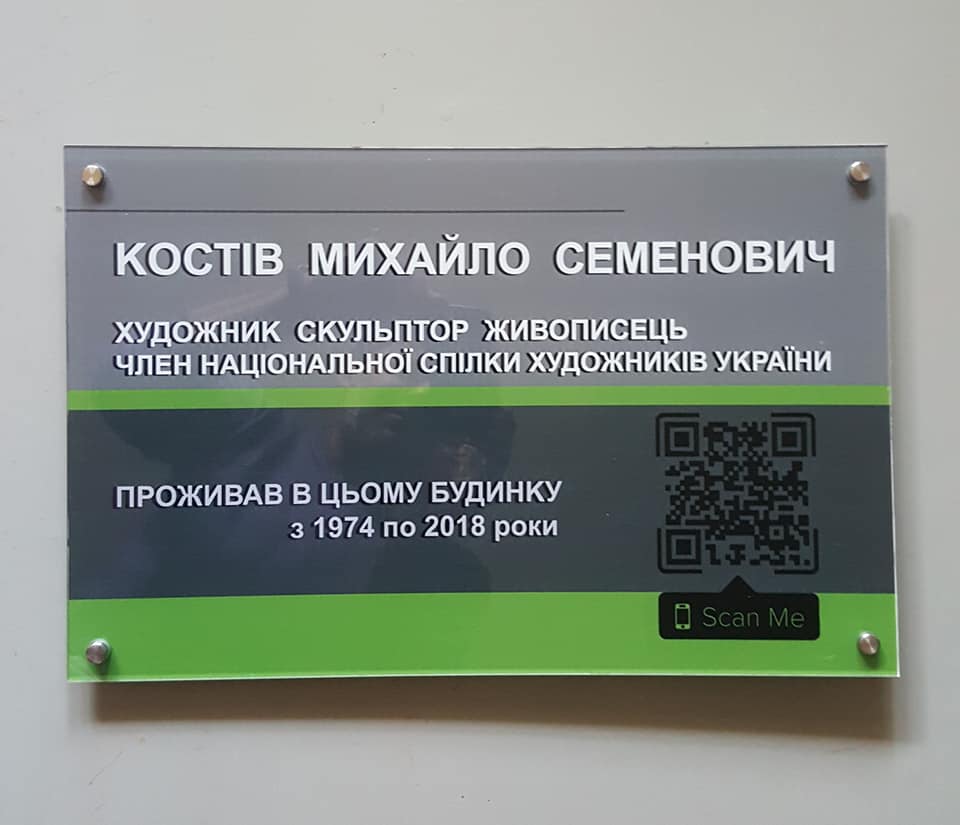 КОСТІВ МИХАЙЛО СЕМЕНОВИЧ
ХУДОЖНИК СКУЛЬПТОР ЖИВОПИСЕЦЬ
ЧЛЕН НАЦІОНАЛЬНОЇ СПІЛКИ ХУДОЖНИКІВ УКРАЇНИ
ПРОЖИВАВ В ЦЬОМУ БУДИНКУ
з 1974 по 2018 роки
Scan Me